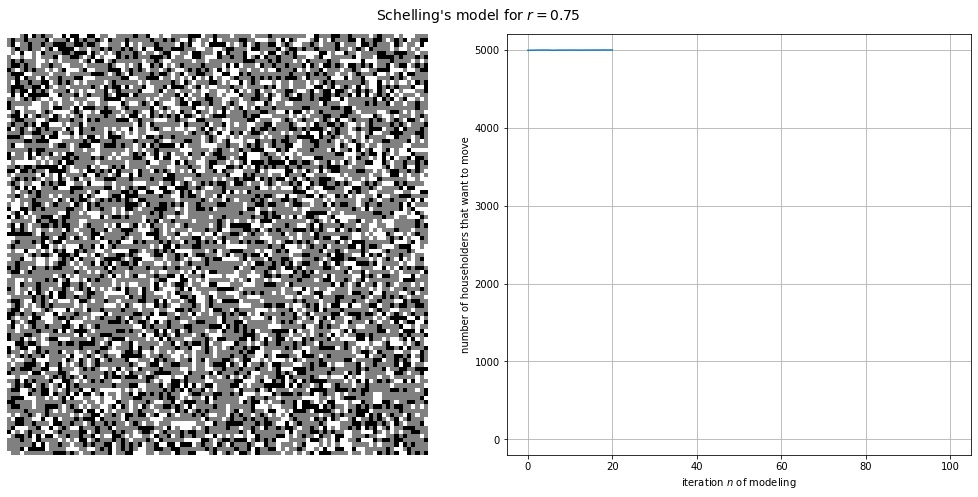 Schelling's model for r = 0.75
number of householders that want to move
5000
4000
3000
2000
1000
0
0 20 40 60 80 100
iteration n of modeling